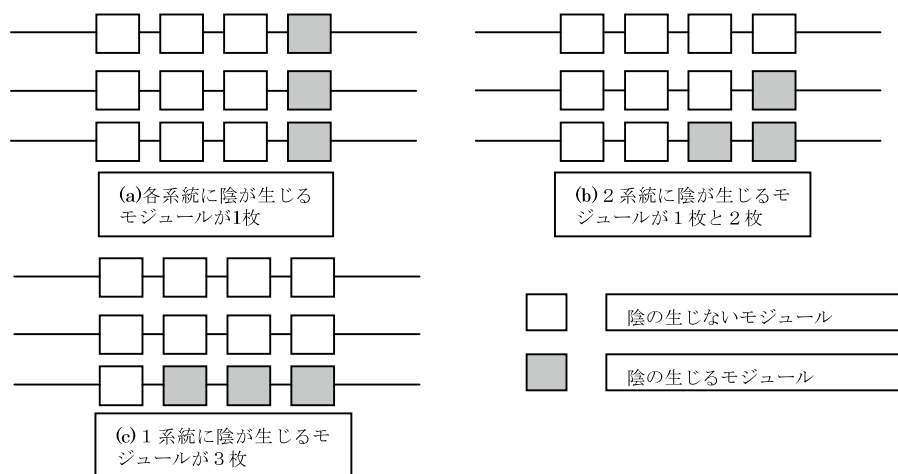 (a)各系統に陰が生じる
モジュールが1枚
(b)２系統に陰が生じるモ
ジュールが１枚と２枚
陰の生じないモジュール
陰の生じるモジュール
(c)１系統に陰が生じるモ
ジュールが３枚